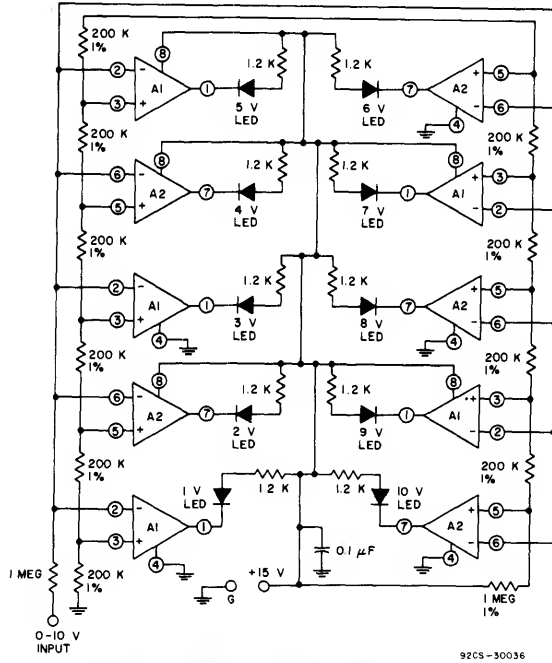 200 K
1%
8
2
-
A1
1
3
+
5 V
LED
1.2 K
1.2 K
6 V
LED
7
A2
+
5
-
6
4
200 K
1%
200 K
1%
8
6
-
A2
7
5
+
4 V
LED
1.2 K
1.2 K
7 V
LED
1
8
A1
+
3
-
2
200 K
1%
200 K
1%
2
-
A1
1
3
+
4
3 V
LED
1.2 K
1.2 K
8 V
LED
7
A2
+
5
-
6
4
200 K
1%
200 K
1%
8
6
-
A2
7
5
+
2 V
LED
1.2 K
1.2 K
9 V
LED
1
8
A1
+
3
-
2
200 K
1%
200 K
1%
2
-
A1
1
3
+
4
1 V
LED
1.2 K
1.2 K
10 V
LED
7
A2
+
5
-
6
4
1 MEG
200 K
1%
0-10 V
INPUT
G
+15 V
0.1 μF
1 MEG
1%
92CS-30036